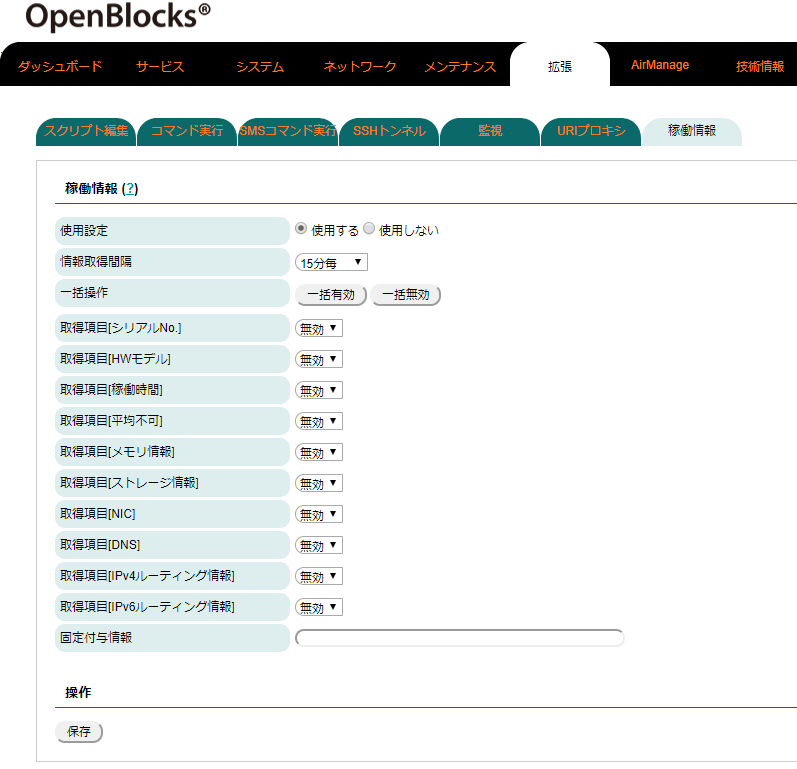 OpenBlocks®
ダッシュボード サービス システム ネットワーク メンテナンス 拡張 AirManage 技術情報
スクリプト編集 コマンド実行 SMSコマンド実行 SSHトンネル 監視 URIプロキシ 稼働情報
稼働情報 (?)
使用設定 使用する 使用しない
情報取得間隔 15分毎
一括操作 一括有効 一括無効
取得項目[シリアルNo.] 無効
取得項目[HWモデル] 無効
取得項目[稼働時間] 無効
取得項目[平均不可] 無効
取得項目[メモリ情報] 無効
取得項目[ストレージ情報] 無効
取得項目[NIC] 無効
取得項目[DNS] 無効
取得項目[IPv4ルーティング情報] 無効
取得項目[IPv6ルーティング情報] 無効
固定付与情報
操作
保存